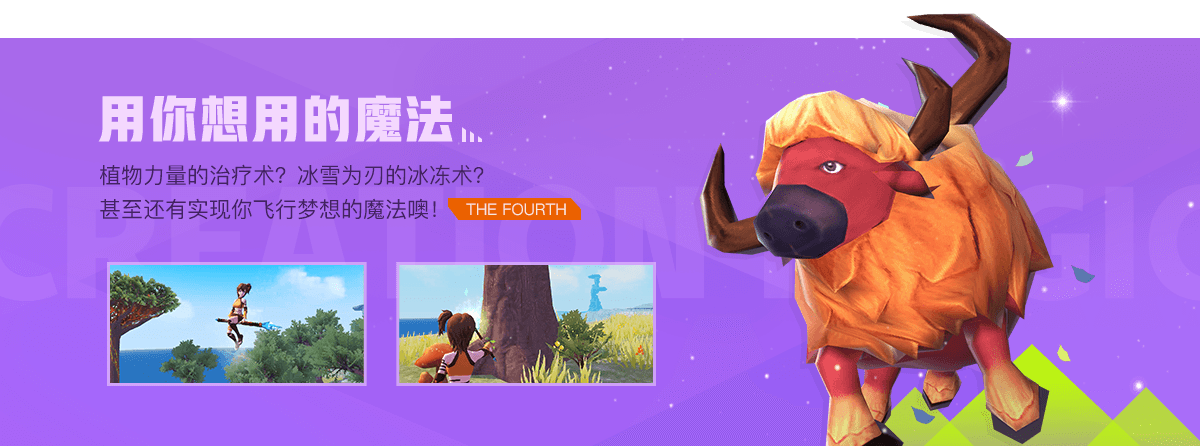 用你想用的魔法
植物力量的治疗术？冰雪为刃的冰冻术？
甚至还有实现你飞行梦想的魔法噢！
THE FOURTH
CREATION MAGIC